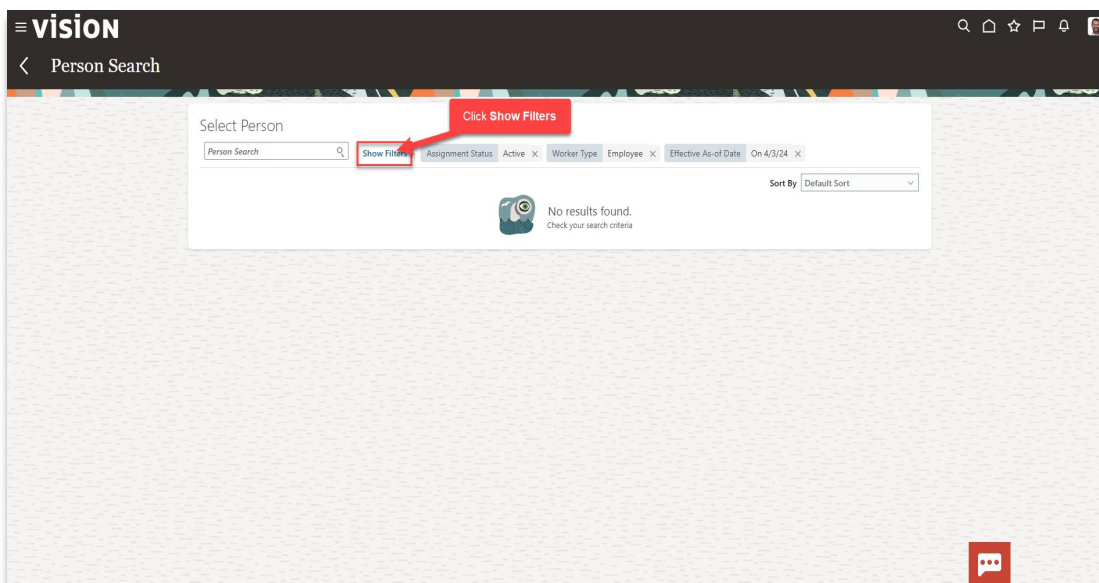 vision
Person Search
Click Show Filters
Select Person
Person Search
Show Filters Assignment Status Active X Worker Type Employee X Effective As-of Date On 4/3/24 X
Sort By Default Sort
No results found.
Check your search criteria